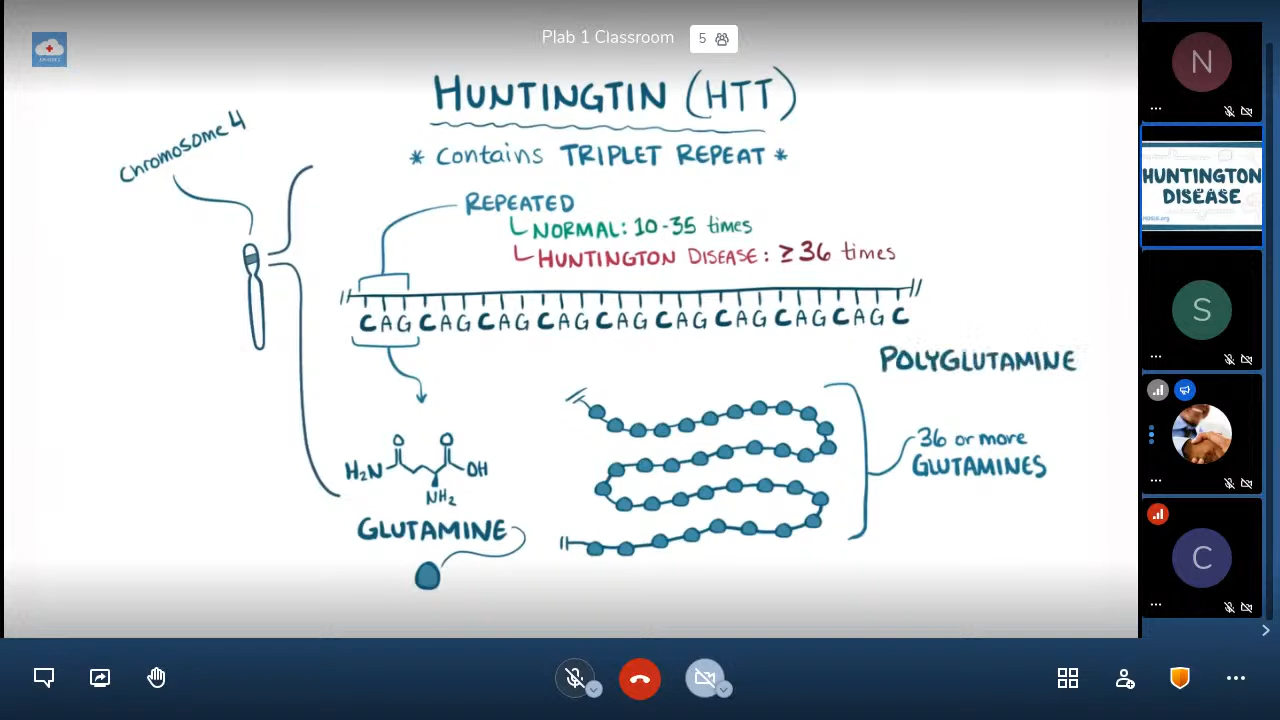 Plab 1 Classroom
5
HUNTINGTIN (HTT)
* Contains TRIPLET REPEAT *
Chromosome 4
REPEATED
NORMAL: 10-35 times
HUNTINGTON DISEASE: ≥36 times
CAGCAGCAGCAGCAGCAGCAGCAGCAGC
POLYGLUTAMINE
36 or more
GLUTAMINES
O O
H₂N OH
NH₂
GLUTAMINE
N
HUNTINGTON
DISEASE
S
C